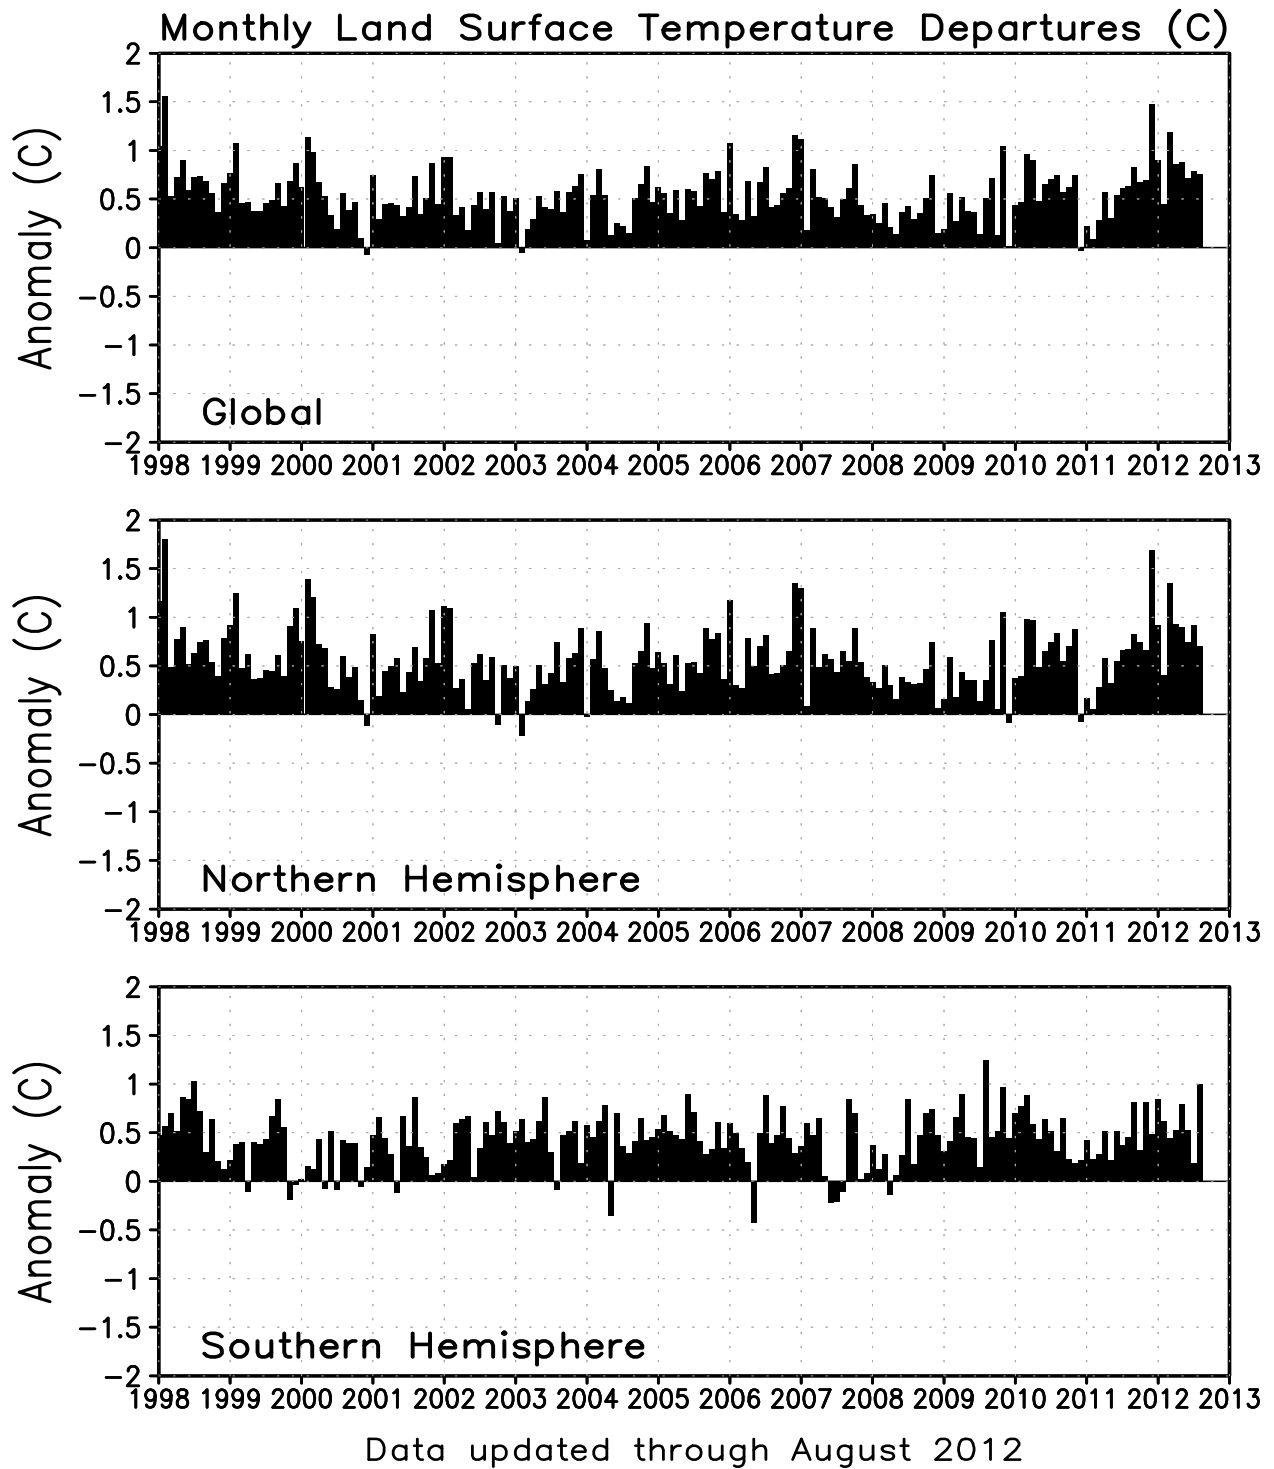 Monthly Land Surface Temperature Departures (C)
Anomaly (C)
2
1.5
1
0.5
0
−0.5
−1
−1.5
−2
Global
1998 1999 2000 2001 2002 2003 2004 2005 2006 2007 2008 2009 2010 2011 2012 2013
Anomaly (C)
2
1.5
1
0.5
0
−0.5
−1
−1.5
−2
Northern Hemisphere
1998 1999 2000 2001 2002 2003 2004 2005 2006 2007 2008 2009 2010 2011 2012 2013
Anomaly (C)
2
1.5
1
0.5
0
−0.5
−1
−1.5
−2
Southern Hemisphere
1998 1999 2000 2001 2002 2003 2004 2005 2006 2007 2008 2009 2010 2011 2012 2013
Data updated through August 2012